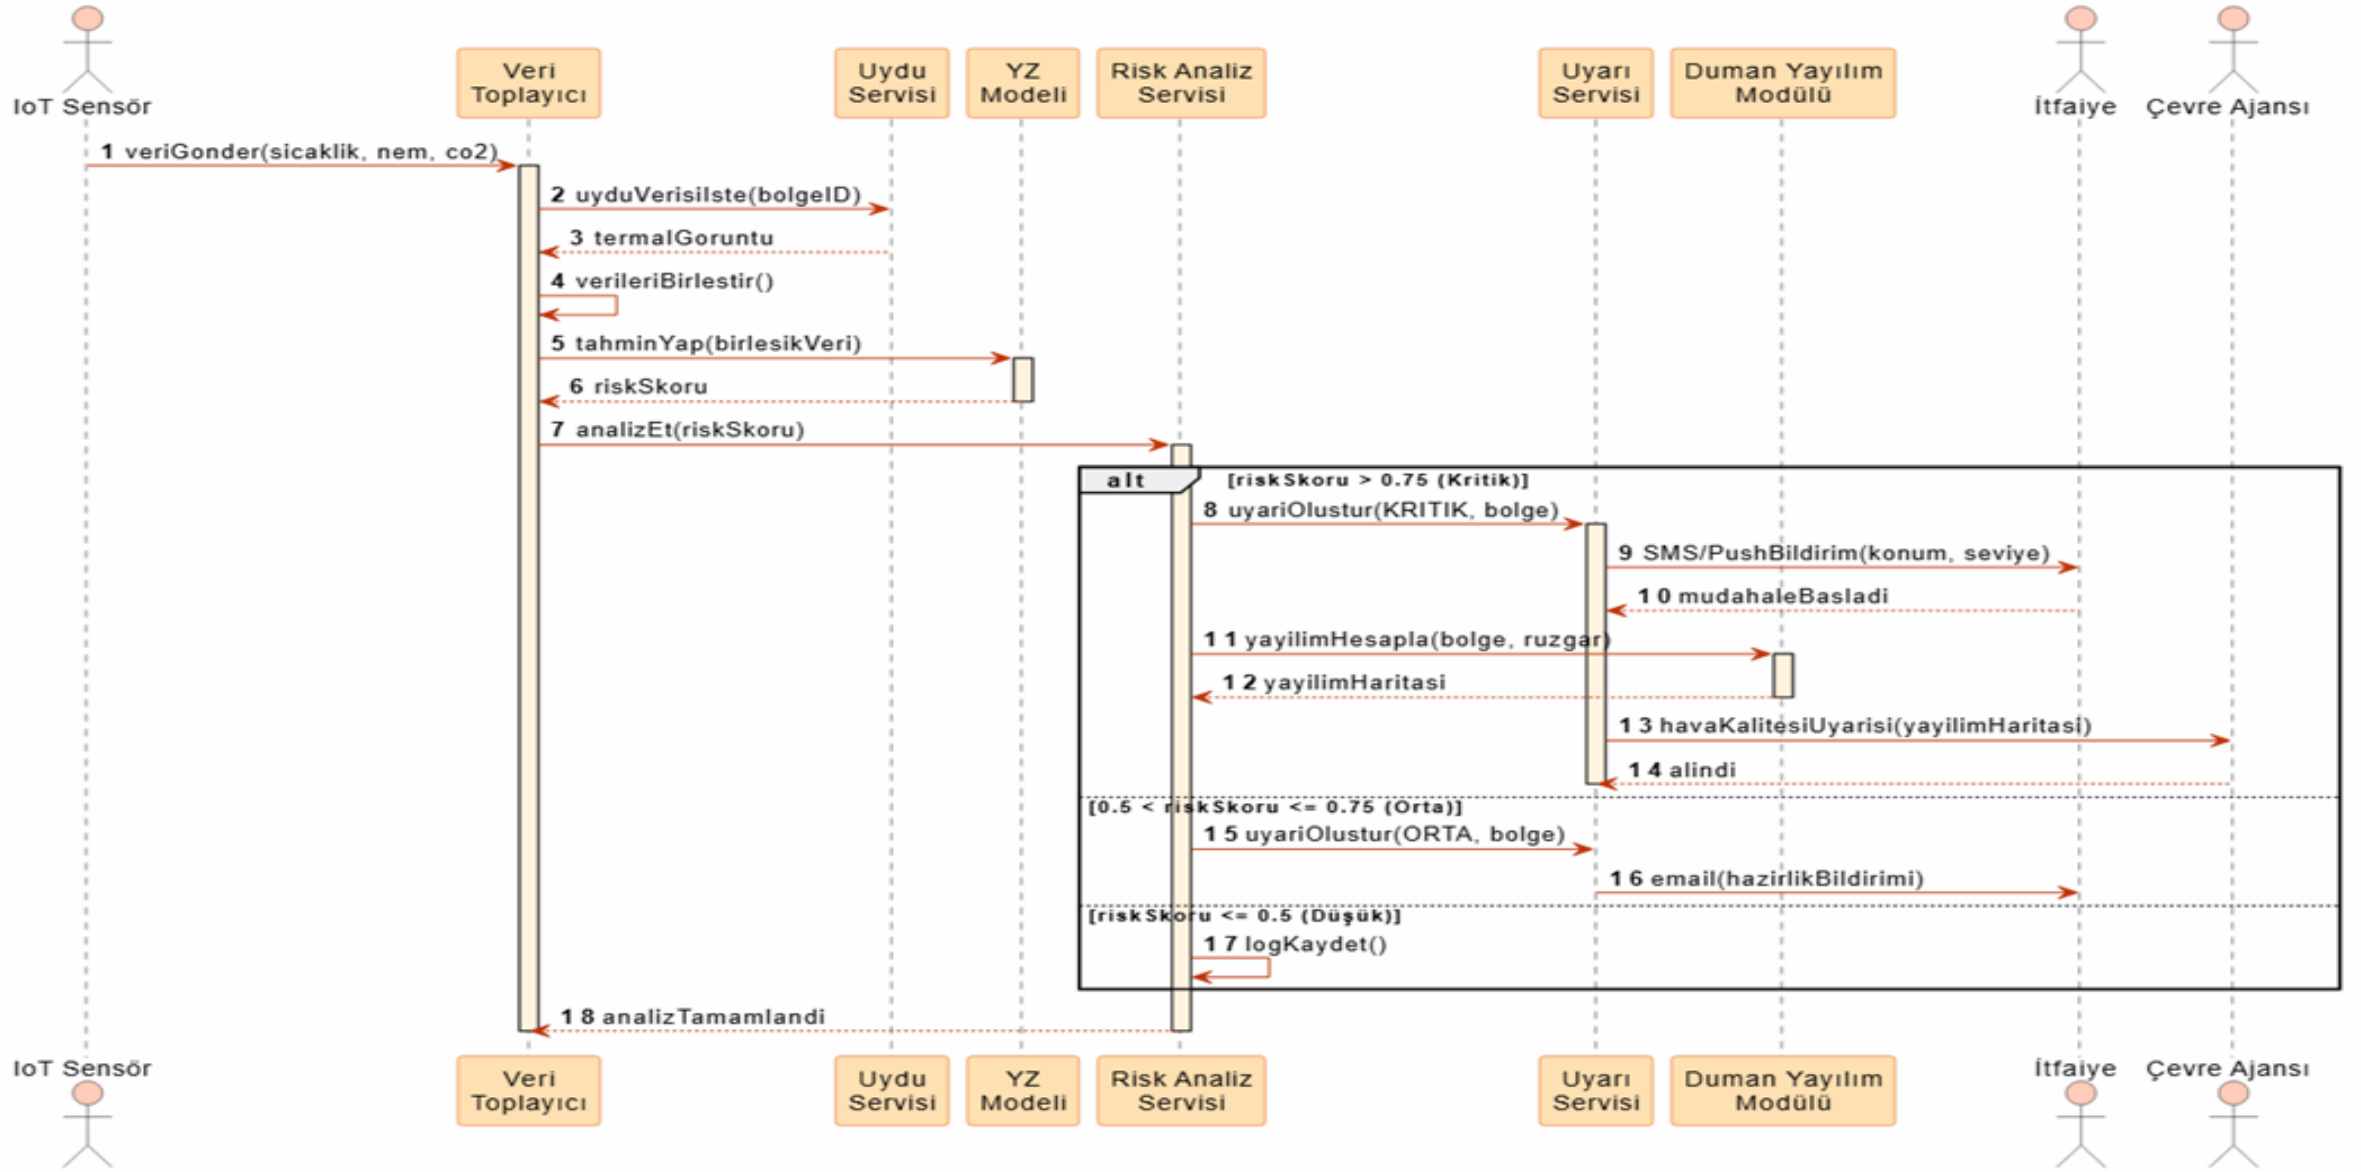 IoT Sensör
Veri
Toplayıcı
Uydu
Servisi
YZ
Modeli
Risk Analiz
Servisi
Uyarı
Servisi
Duman Yayılım
Modülü
İtfaiye
Çevre Ajansı
1 veriGonder(sicaklik, nem, co2)
2 uyduVerisiIste(bolgeID)
3 termalGoruntu
4 verileriBirlestir()
5 tahminYap(birlesikVeri)
6 riskSkoru
7 analizEt(riskSkoru)
alt [riskSkoru > 0.75 (Kritik)]
8 uyariOlustur(KRITIK, bolge)
9 SMS/PushBildirim(konum, seviye)
10 mudahaleBasladi
11 yayilimHesapla(bolge, ruzgar)
12 yayilimHaritasi
13 havaKalitesiUyarisi(yayilimHaritasi)
14 alindi
[0.5 < riskSkoru <= 0.75 (Orta)]
15 uyariOlustur(ORTA, bolge)
16 email(hazirlikBildirimi)
[riskSkoru <= 0.5 (Düşük)]
17 logKaydet()
18 analizTamamlandi
IoT Sensör
Veri
Toplayıcı
Uydu
Servisi
YZ
Modeli
Risk Analiz
Servisi
Uyarı
Servisi
Duman Yayılım
Modülü
İtfaiye
Çevre Ajansı